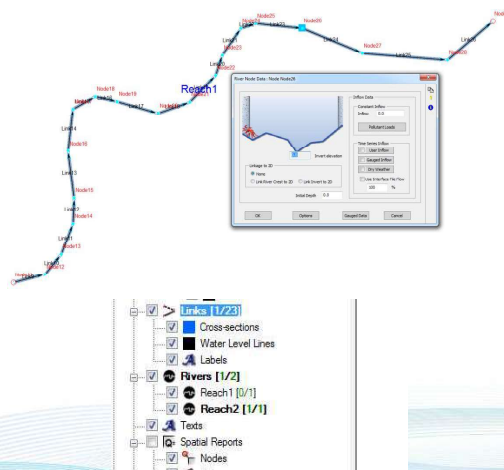 Node25
Node26
Link23
Link24
Node27
Link25
Node23
Node22
Node18
Node19
Link17
Reach1
Link14
Node16
Link13
Node15
Node14
Link11
Node13
Node12
River Node Data: Node Node26
Invert elevation
Linkage to 2D
None
Link River Crest to 2D
Link Invert to 2D
Initial Depth 0.0
Inflow Data
Constant Inflow
Inflow 0.0
Pollutant Loads
Time Series Inflow
User Inflow
Gauged Inflow
Dry Weather
Use Interface File Flow
100 %
OK
Options
Gauged Data
Cancel
Links [1/23]
Cross-sections
Water Level Lines
Labels
Rivers [1/2]
Reach1 [0/1]
Reach2 [1/1]
Texts
Spatial Reports
Nodes